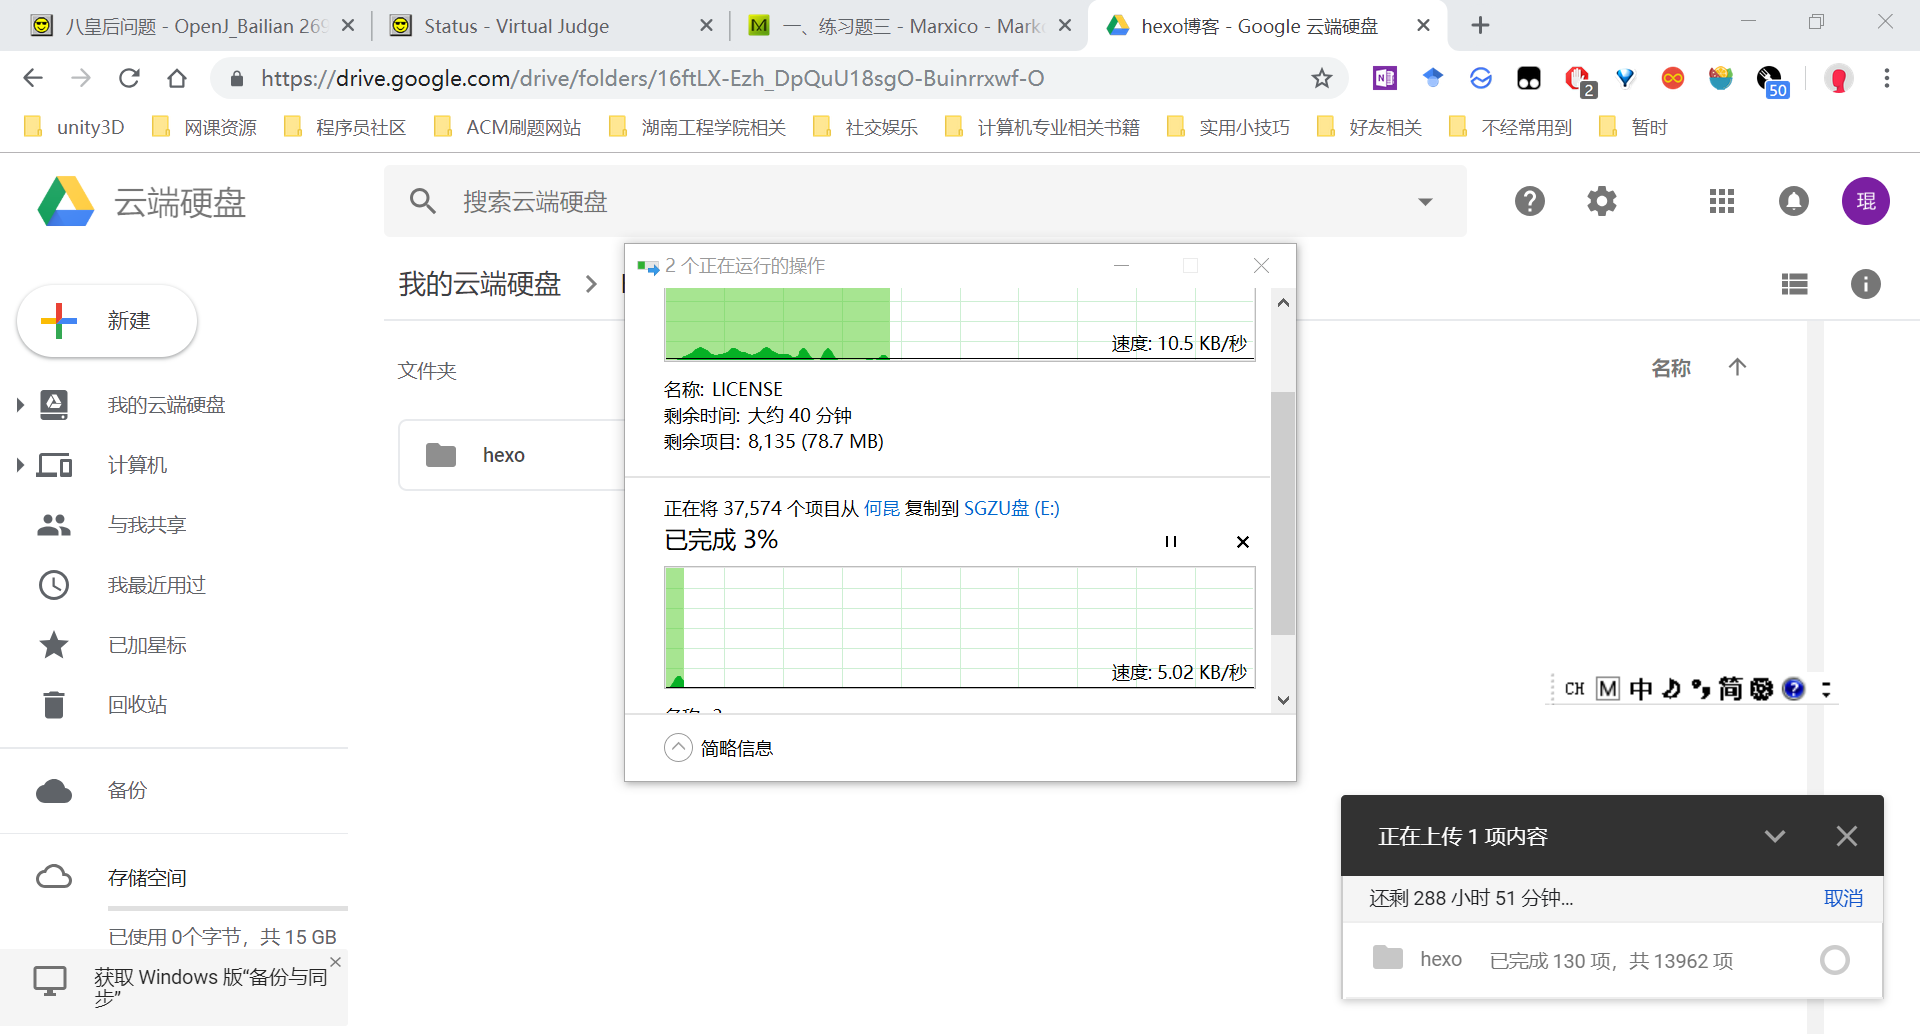 八皇后问题 - OpenJ_Bailian 269
Status - Virtual Judge
一、练习题三 - Marxico - Mark
hexo博客 - Google 云端硬盘
https://drive.google.com/drive/folders/16ftLX-Ezh_DpQuU18sgO-Buinrrxwf-O
2
50
unity3D
网课资源
程序员社区
ACM刷题网站
湖南工程学院相关
社交娱乐
计算机专业相关书籍
实用小技巧
好友相关
不经常用到
暂时
云端硬盘
搜索云端硬盘
琨
我的云端硬盘
新建
文件夹
名称
hexo
我的云端硬盘
计算机
与我共享
我最近用过
已加星标
回收站
备份
存储空间
已使用 0个字节，共 15 GB
获取 Windows 版“备份与同
步”
2 个正在运行的操作
速度: 10.5 KB/秒
名称: LICENSE
剩余时间: 大约 40 分钟
剩余项目: 8,135 (78.7 MB)
正在将 37,574 个项目从 何昆 复制到 SGZU盘 (E:)
已完成 3%
速度: 5.02 KB/秒
简略信息
CH M 中 简
正在上传 1 项内容
还剩 288 小时 51 分钟...
取消
hexo
已完成 130 项，共 13962 项